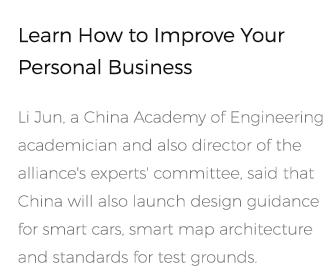 Learn How to Improve Your
Personal Business
Li Jun, a China Academy of Engineering
academician and also director of the
alliance's experts' committee, said that
China will also launch design guidance
for smart cars, smart map architecture
and standards for test grounds.